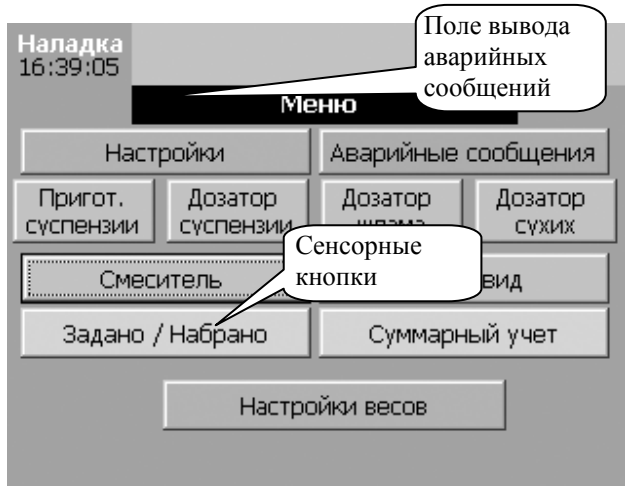 Наладка
16:39:05
Поле вывода
аварийных
сообщений
Меню
Настройки
Аварийные сообщения
Пригот.
суспензии
Дозатор
суспензии
Дозатор
шлама
Дозатор
сухих
Сенсорные
кнопки
Смеситель
вид
Задано / Набрано
Суммарный учет
Настройки весов